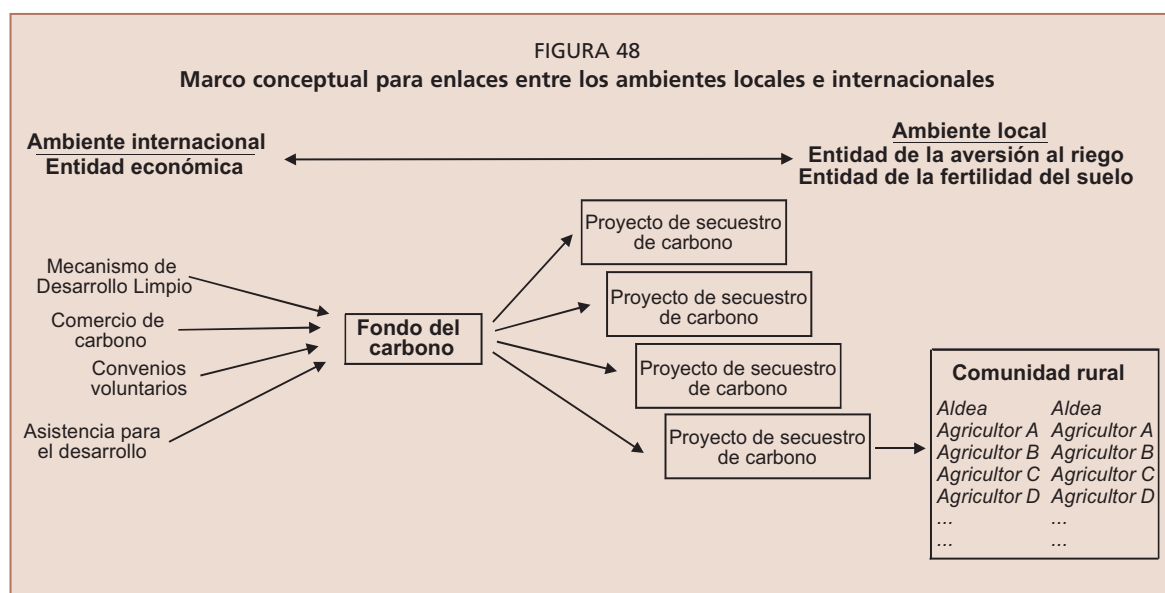 FIGURA 48
Marco conceptual para enlaces entre los ambientes locales e internacionales
Ambiente internacional
Entidad económica
Ambiente local
Entidad de la aversión al riego
Entidad de la fertilidad del suelo
Mecanismo de
Desarrollo Limpio
Comercio de
carbono
Convenios
voluntarios
Asistencia para
el desarrollo
Fondo del
carbono
Proyecto de secuestro
de carbono
Proyecto de secuestro
de carbono
Proyecto de secuestro
de carbono
Proyecto de secuestro
de carbono
Comunidad rural
Aldea Aldea
Agricultor A Agricultor A
Agricultor B Agricultor B
Agricultor C Agricultor C
Agricultor D Agricultor D
... ...
... ...